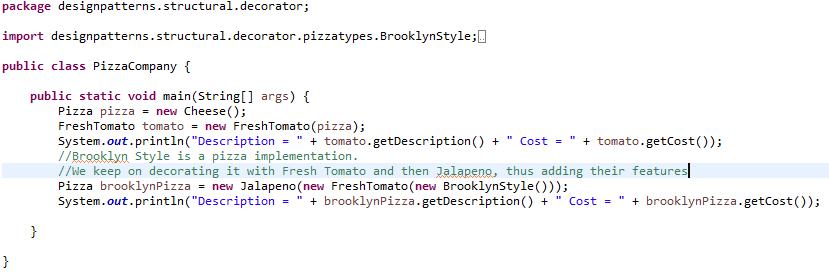 package designpatterns.structural.decorator;
import designpatterns.structural.decorator.pizzatypes.BrooklynStyle;
public class PizzaCompany {
public static void main(String[] args) {
Pizza pizza = new Cheese();
FreshTomato tomato = new FreshTomato(pizza);
System.out.println("Description = " + tomato.getDescription() + " Cost = " + tomato.getCost());
//Brooklyn Style is a pizza implementation.
//We keep on decorating it with Fresh Tomato and then Jalapeno, thus adding their features
Pizza brooklynPizza = new Jalapeno(new FreshTomato(new BrooklynStyle()));
System.out.println("Description = " + brooklynPizza.getDescription() + " Cost = " + brooklynPizza.getCost());
}
}